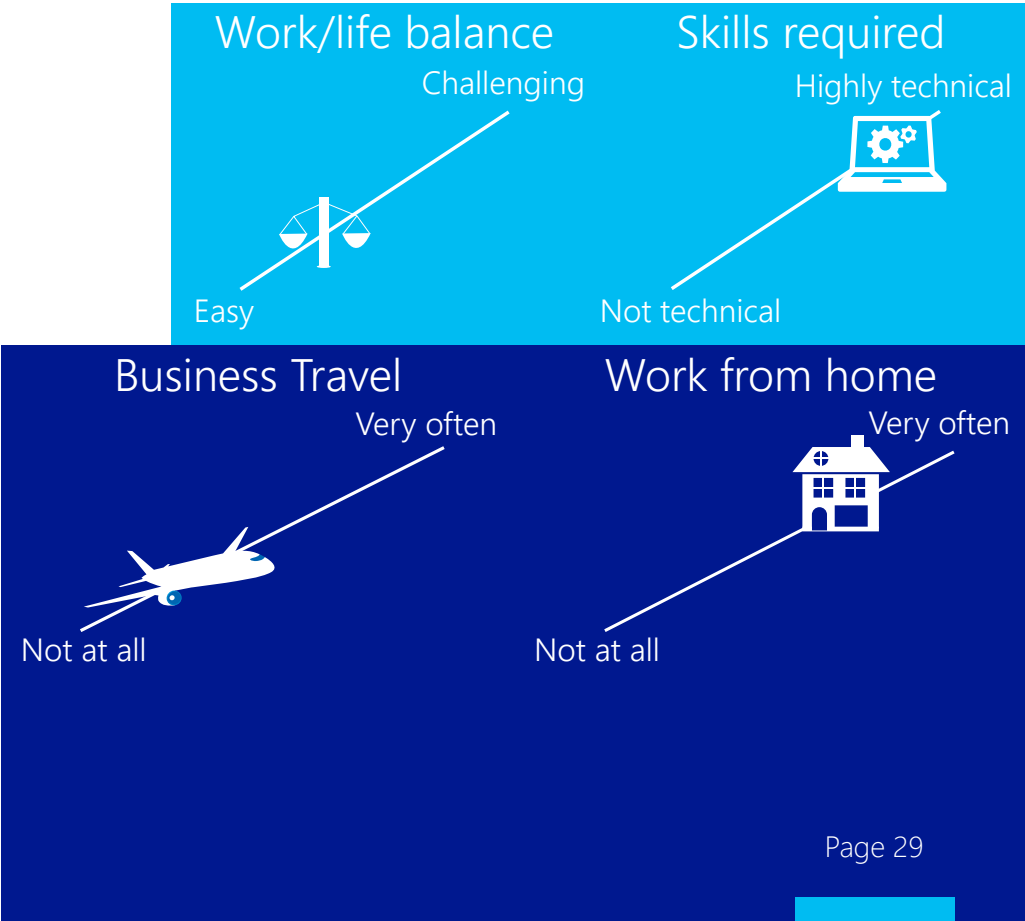 Work/life balance
Challenging
Easy
Skills required
Highly technical
Not technical
Business Travel
Very often
Not at all
Work from home
Very often
Not at all
Page 29